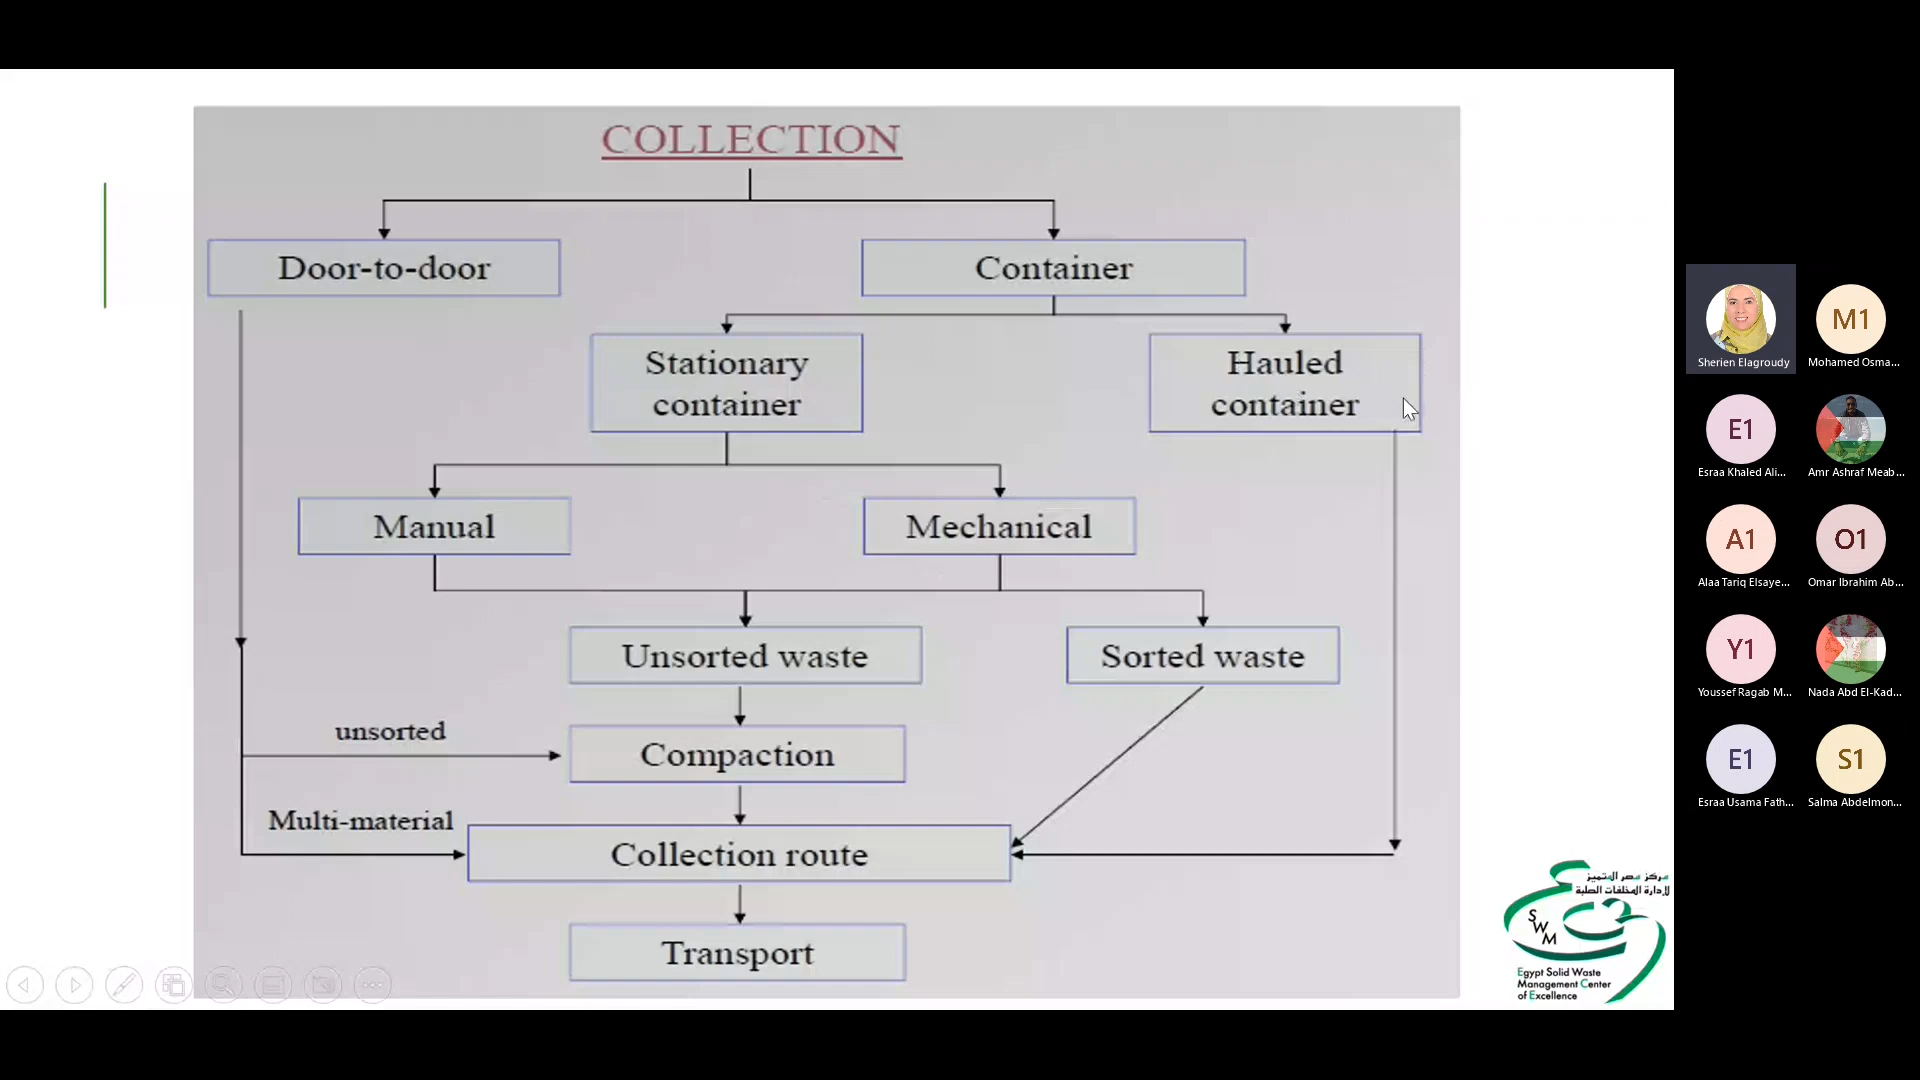 COLLECTION
Door-to-door
Container
Stationary
container
Hauled
container
Manual
Mechanical
Unsorted waste
Sorted waste
unsorted
Compaction
Multi-material
Collection route
Transport
مركز مصر المتميز
لإدارة المخلفات الصلبة
SWM
Egypt Solid Waste
Management Center
of Excellence
Sherien Elagroudy
M1
Mohamed Osma...
E1
Esraa Khaled Ali...
Amr Ashraf Meab...
A1
Alaa Tariq Elsaye...
O1
Omar Ibrahim Ab...
Y1
Youssef Ragab M...
Nada Abd El-Kad...
E1
Esraa Usama Fath...
S1
Salma Abdelmon...